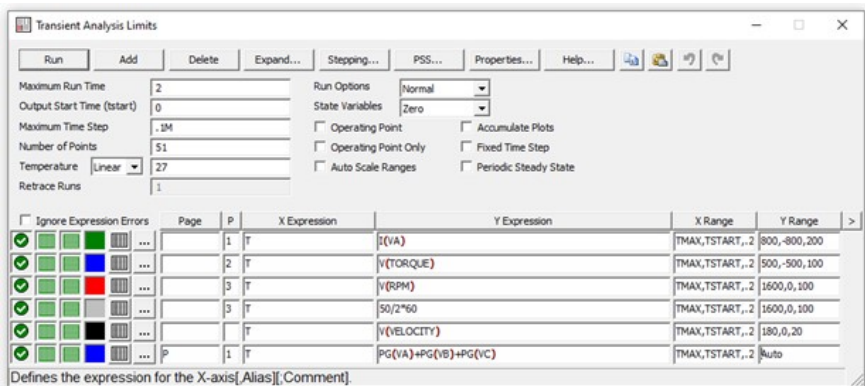 Transient Analysis Limits
Run Add Delete Expand... Stepping... PSS... Properties... Help...
Maximum Run Time 2 Run Options Normal
Output Start Time (tstart) 0 State Variables Zero
Maximum Time Step .1M Operating Point Accumulate Plots
Number of Points 51 Operating Point Only Fixed Time Step
Temperature Linear 27 Auto Scale Ranges Periodic Steady State
Retrace Runs 1
Ignore Expression Errors Page P X Expression Y Expression X Range Y Range >
... 1 T I(VA) TMAX,TSTART,.2 800,-800,200
... 2 T V(TORQUE) TMAX,TSTART,.2 500,-500,100
... 3 T V(RPM) TMAX,TSTART,.2 1600,0,100
... 3 T 50/2*60 TMAX,TSTART,.2 1600,0,100
... T V(VELOCITY) TMAX,TSTART,.2 180,0,20
... P 1 T PG(VA)+PG(VB)+PG(VC) TMAX,TSTART,.2 Auto
Defines the expression for the X-axis[,Alias][;Comment].